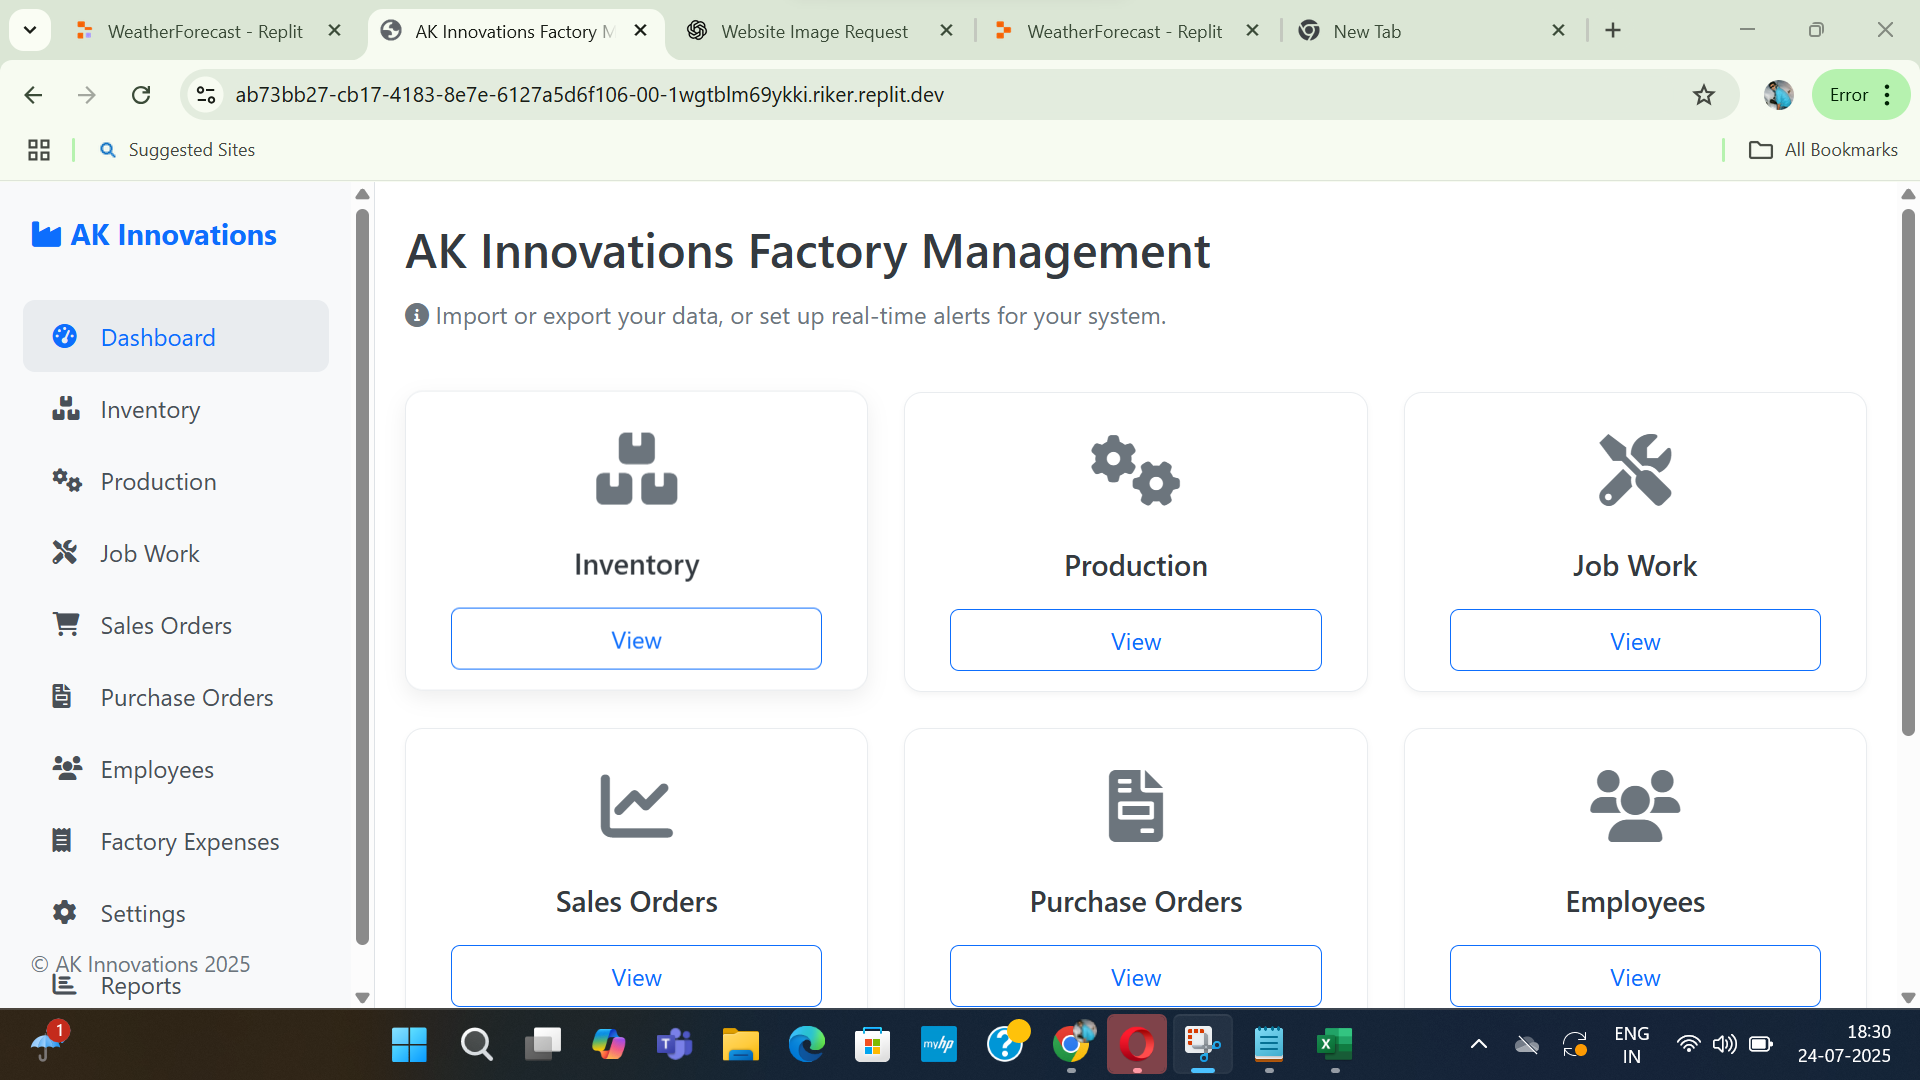 WeatherForecast - Replit
AK Innovations Factory M
Website Image Request
WeatherForecast - Replit
New Tab
ab73bb27-cb17-4183-8e7e-6127a5d6f106-00-1wgtblm69ykki.riker.replit.dev
Error
Suggested Sites
All Bookmarks
AK Innovations
Dashboard
Inventory
Production
Job Work
Sales Orders
Purchase Orders
Employees
Factory Expenses
Settings
© AK Innovations 2025
Reports
AK Innovations Factory Management
Import or export your data, or set up real-time alerts for your system.
Inventory
View
Production
View
Job Work
View
Sales Orders
View
Purchase Orders
View
Employees
View
1
myhp
ENG
IN
18:30
24-07-2025